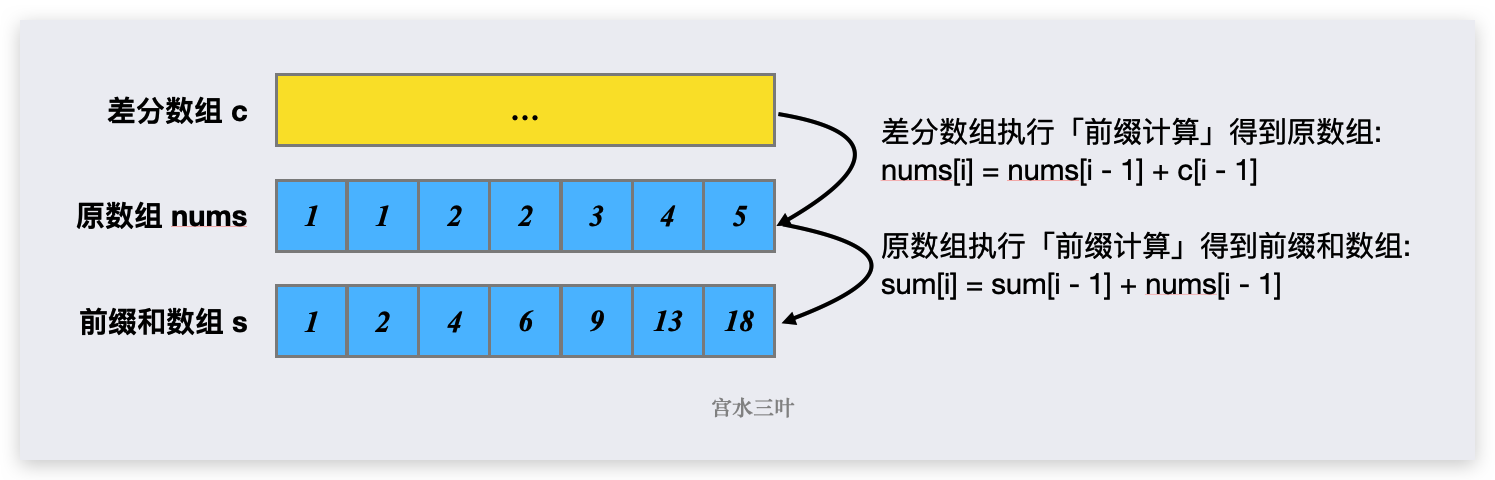 差分数组 c
...
差分数组执行「前缀计算」得到原数组:
nums[i] = nums[i - 1] + c[i - 1]
原数组 nums
1 1 2 2 3 4 5
原数组执行「前缀计算」得到前缀和数组:
sum[i] = sum[i - 1] + nums[i - 1]
前缀和数组 s
1 2 4 6 9 13 18
宫水三叶